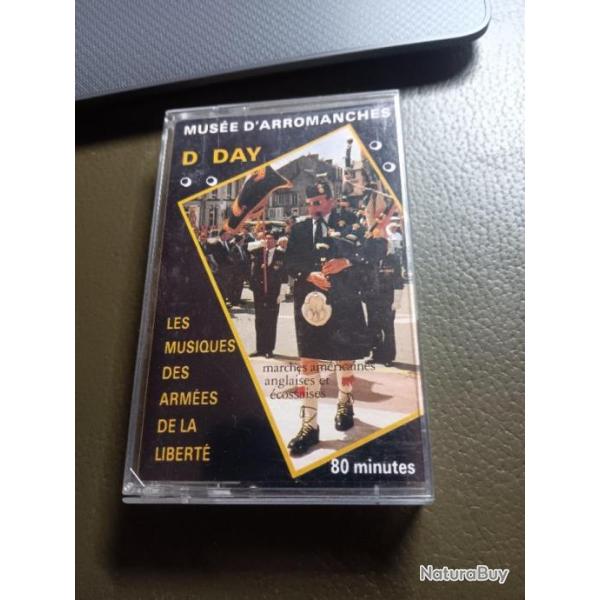 MUSÉE D'ARROMANCHES
D DAY
LES
MUSIQUES
DES
ARMÉES
DE LA
LIBERTÉ
marches américaines
anglaises et
écossaises
80 minutes
NaturaBuy